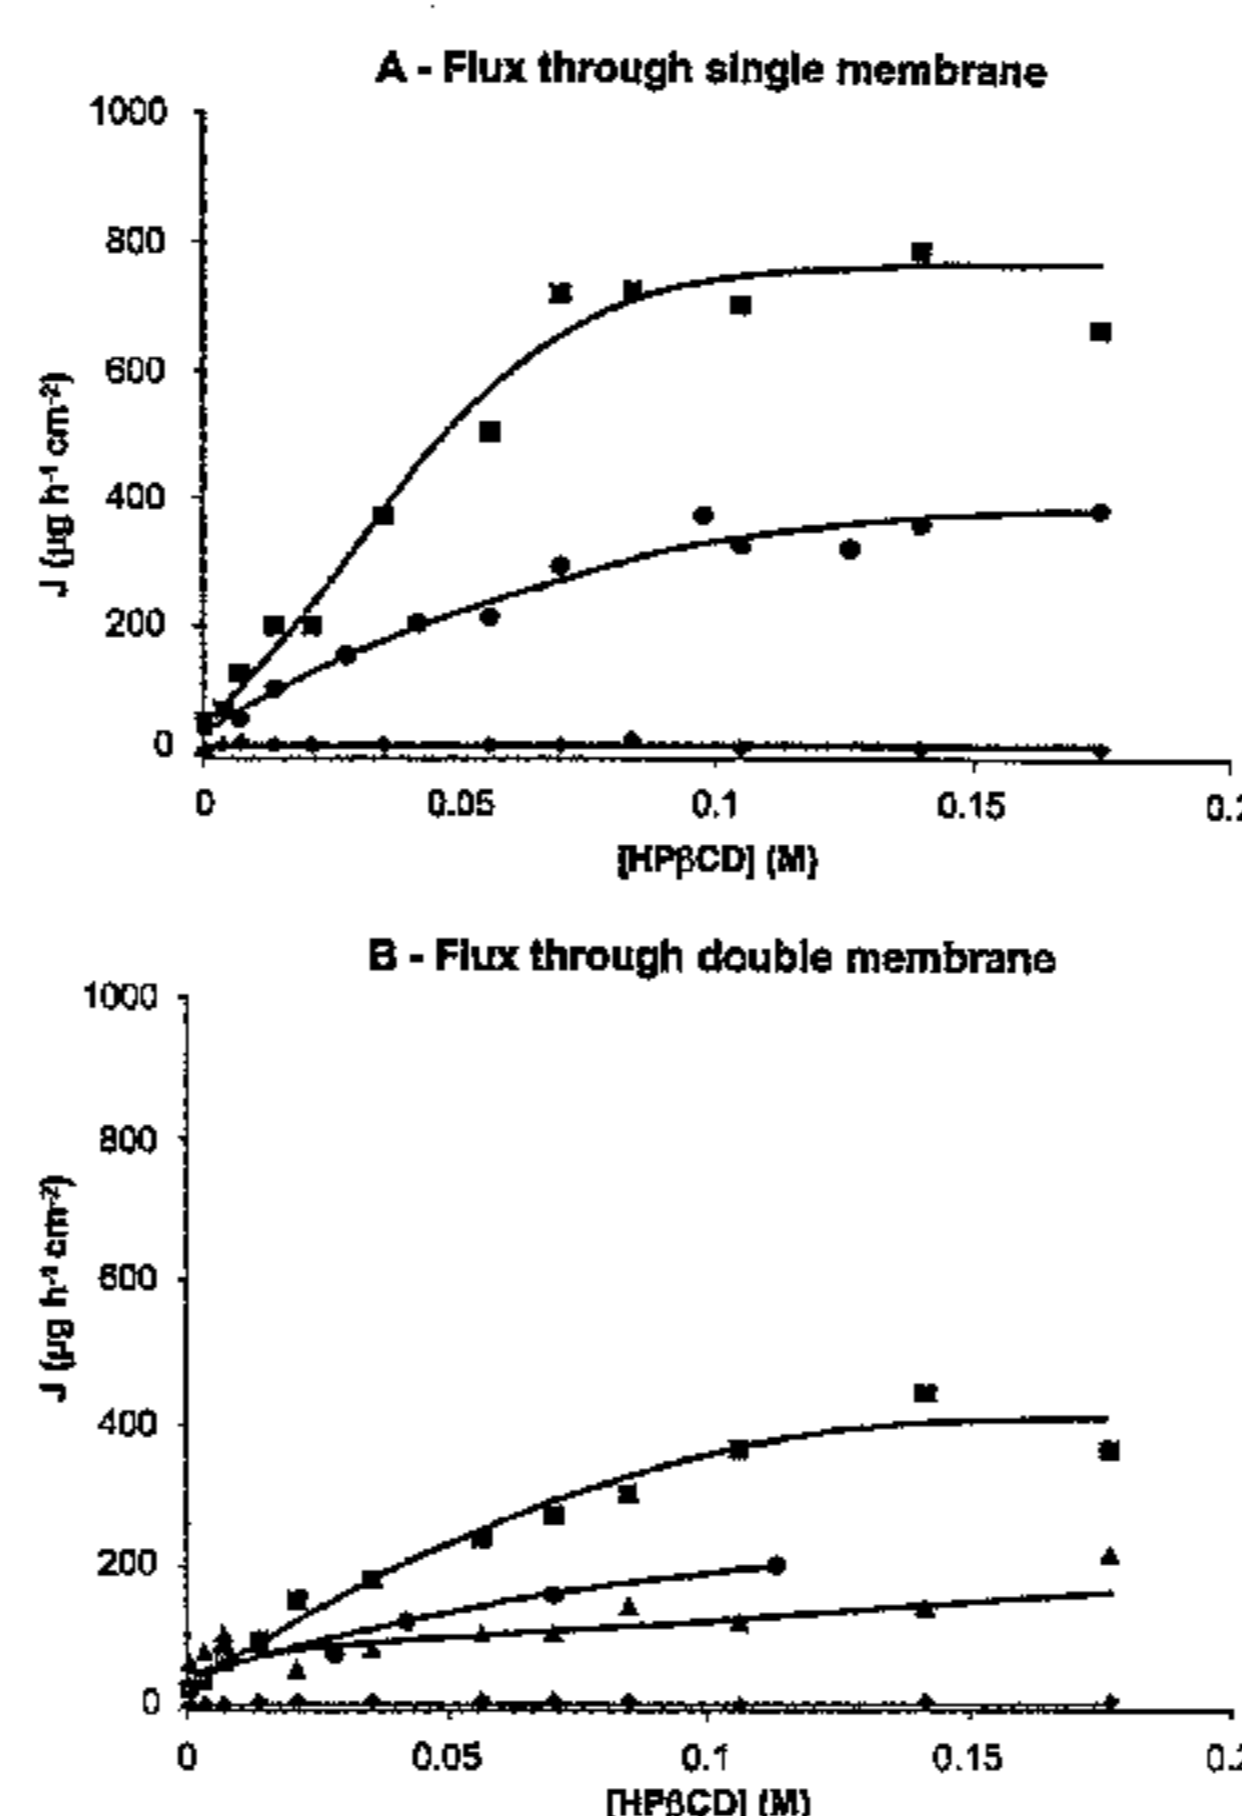 A - Flux through single membrane
1000
800
600
400
200
0
J (µg h-1 cm-2)
0 0.05 0.1 0.15
[HPβCD] (M)
B - Flux through double membrane
1000
800
600
400
200
0
J (µg h-1 cm-2)
0 0.05 0.1 0.15
[HPβCD] (M)